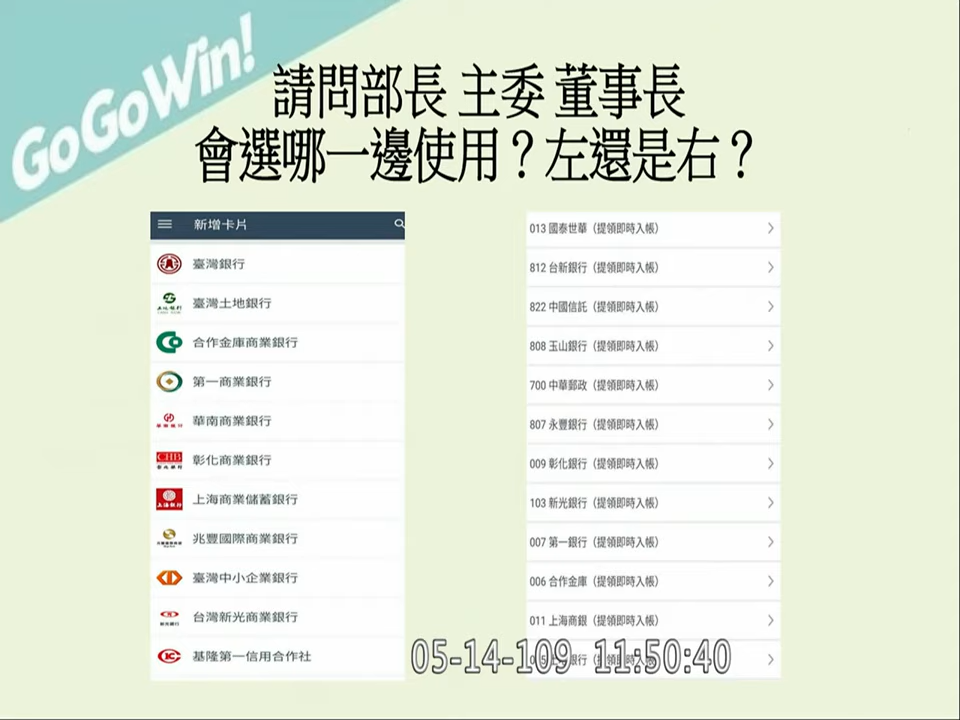 GoGoWin!
請問部長 主委 董事長
會選哪一邊使用？左還是右？
新增卡片
臺灣銀行
臺灣土地銀行
合作金庫商業銀行
第一商業銀行
華南商業銀行
CHB
彰化商業銀行
上海商業儲蓄銀行
兆豐國際商業銀行
臺灣中小企業銀行
台灣新光商業銀行
基隆第一信用合作社
013 國泰世華（提領即時入帳）
812 台新銀行（提領即時入帳）
822 中國信託（提領即時入帳）
808 玉山銀行（提領即時入帳）
700 中華郵政（提領即時入帳）
807 永豐銀行（提領即時入帳）
009 彰化銀行（提領即時入帳）
103 新光銀行（提領即時入帳）
007 第一銀行（提領即時入帳）
006 合作金庫（提領即時入帳）
011 上海商銀（提領即時入帳）
05-14-109 11:50:40